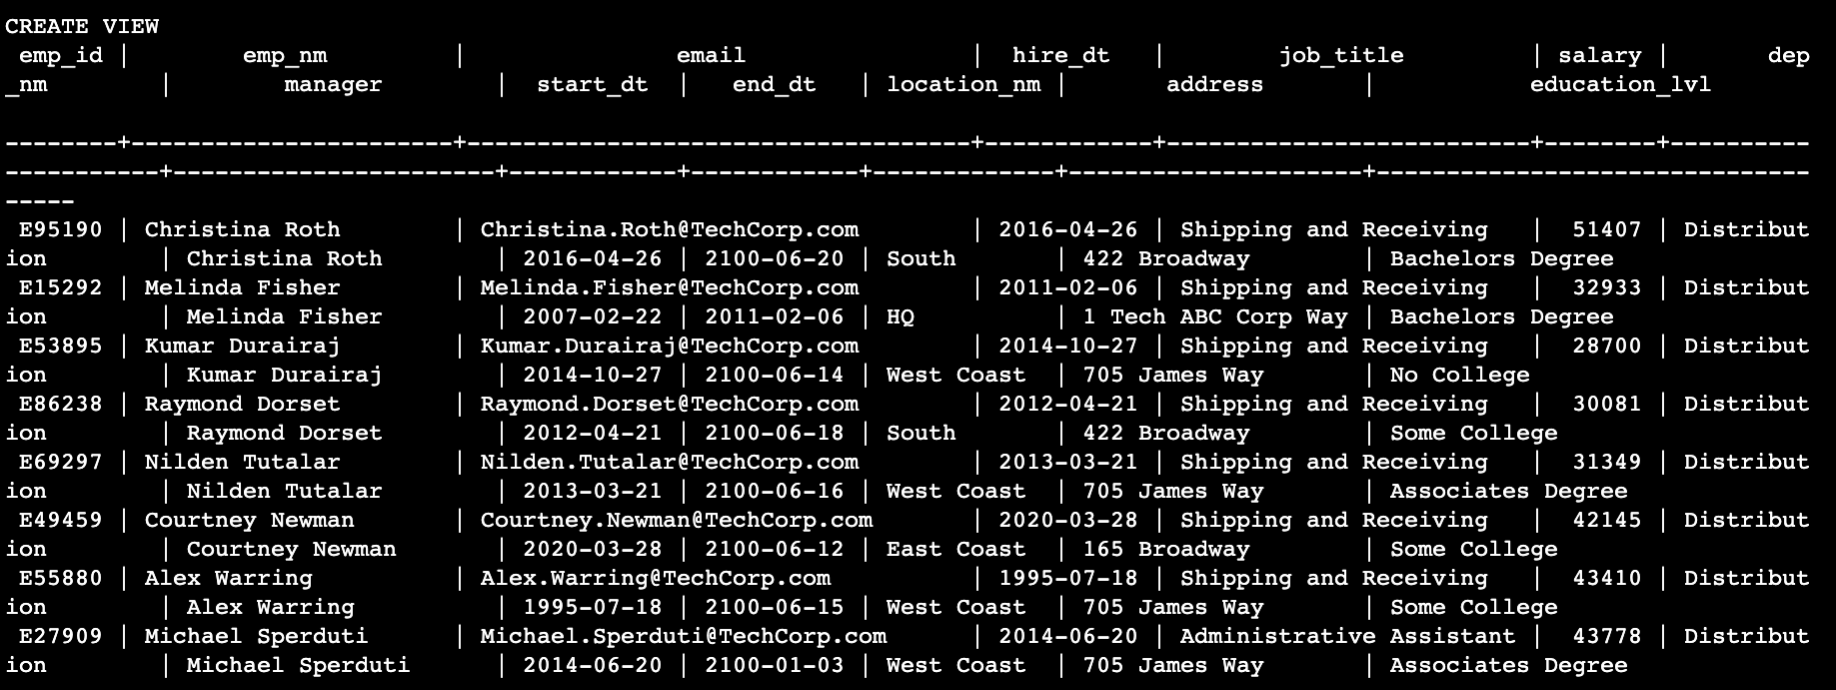 CREATE VIEW
 emp_id |        emp_nm         |               email                |  hire_dt   |        job_title         | salary |       dep
_nm        |        manager        |  start_dt  |   end_dt   | location_nm |       address       |           education_lvl
--------+-----------------------+------------------------------------+------------+--------------------------+--------+----------
-----------+-----------------------+------------+------------+-------------+---------------------+-------------------------------
-----
 E95190 | Christina Roth        | Christina.Roth@TechCorp.com        | 2016-04-26 | Shipping and Receiving   |  51407 | Distribut
ion        | Christina Roth        | 2016-04-26 | 2100-06-20 | South       | 422 Broadway        | Bachelors Degree
 E15292 | Melinda Fisher        | Melinda.Fisher@TechCorp.com        | 2011-02-06 | Shipping and Receiving   |  32933 | Distribut
ion        | Melinda Fisher        | 2007-02-22 | 2011-02-06 | HQ          | 1 Tech ABC Corp Way | Bachelors Degree
 E53895 | Kumar Durairaj        | Kumar.Durairaj@TechCorp.com        | 2014-10-27 | Shipping and Receiving   |  28700 | Distribut
ion        | Kumar Durairaj        | 2014-10-27 | 2100-06-14 | West Coast  | 705 James Way       | No College
 E86238 | Raymond Dorset        | Raymond.Dorset@TechCorp.com        | 2012-04-21 | Shipping and Receiving   |  30081 | Distribut
ion        | Raymond Dorset        | 2012-04-21 | 2100-06-18 | South       | 422 Broadway        | Some College
 E69297 | Nilden Tutalar        | Nilden.Tutalar@TechCorp.com        | 2013-03-21 | Shipping and Receiving   |  31349 | Distribut
ion        | Nilden Tutalar        | 2013-03-21 | 2100-06-16 | West Coast  | 705 James Way       | Associates Degree
 E49459 | Courtney Newman       | Courtney.Newman@TechCorp.com       | 2020-03-28 | Shipping and Receiving   |  42145 | Distribut
ion        | Courtney Newman       | 2020-03-28 | 2100-06-12 | East Coast  | 165 Broadway        | Some College
 E55880 | Alex Warring          | Alex.Warring@TechCorp.com          | 1995-07-18 | Shipping and Receiving   |  43410 | Distribut
ion        | Alex Warring          | 1995-07-18 | 2100-06-15 | West Coast  | 705 James Way       | Some College
 E27909 | Michael Sperduti      | Michael.Sperduti@TechCorp.com      | 2014-06-20 | Administrative Assistant |  43778 | Distribut
ion        | Michael Sperduti      | 2014-06-20 | 2100-01-03 | West Coast  | 705 James Way       | Associates Degree